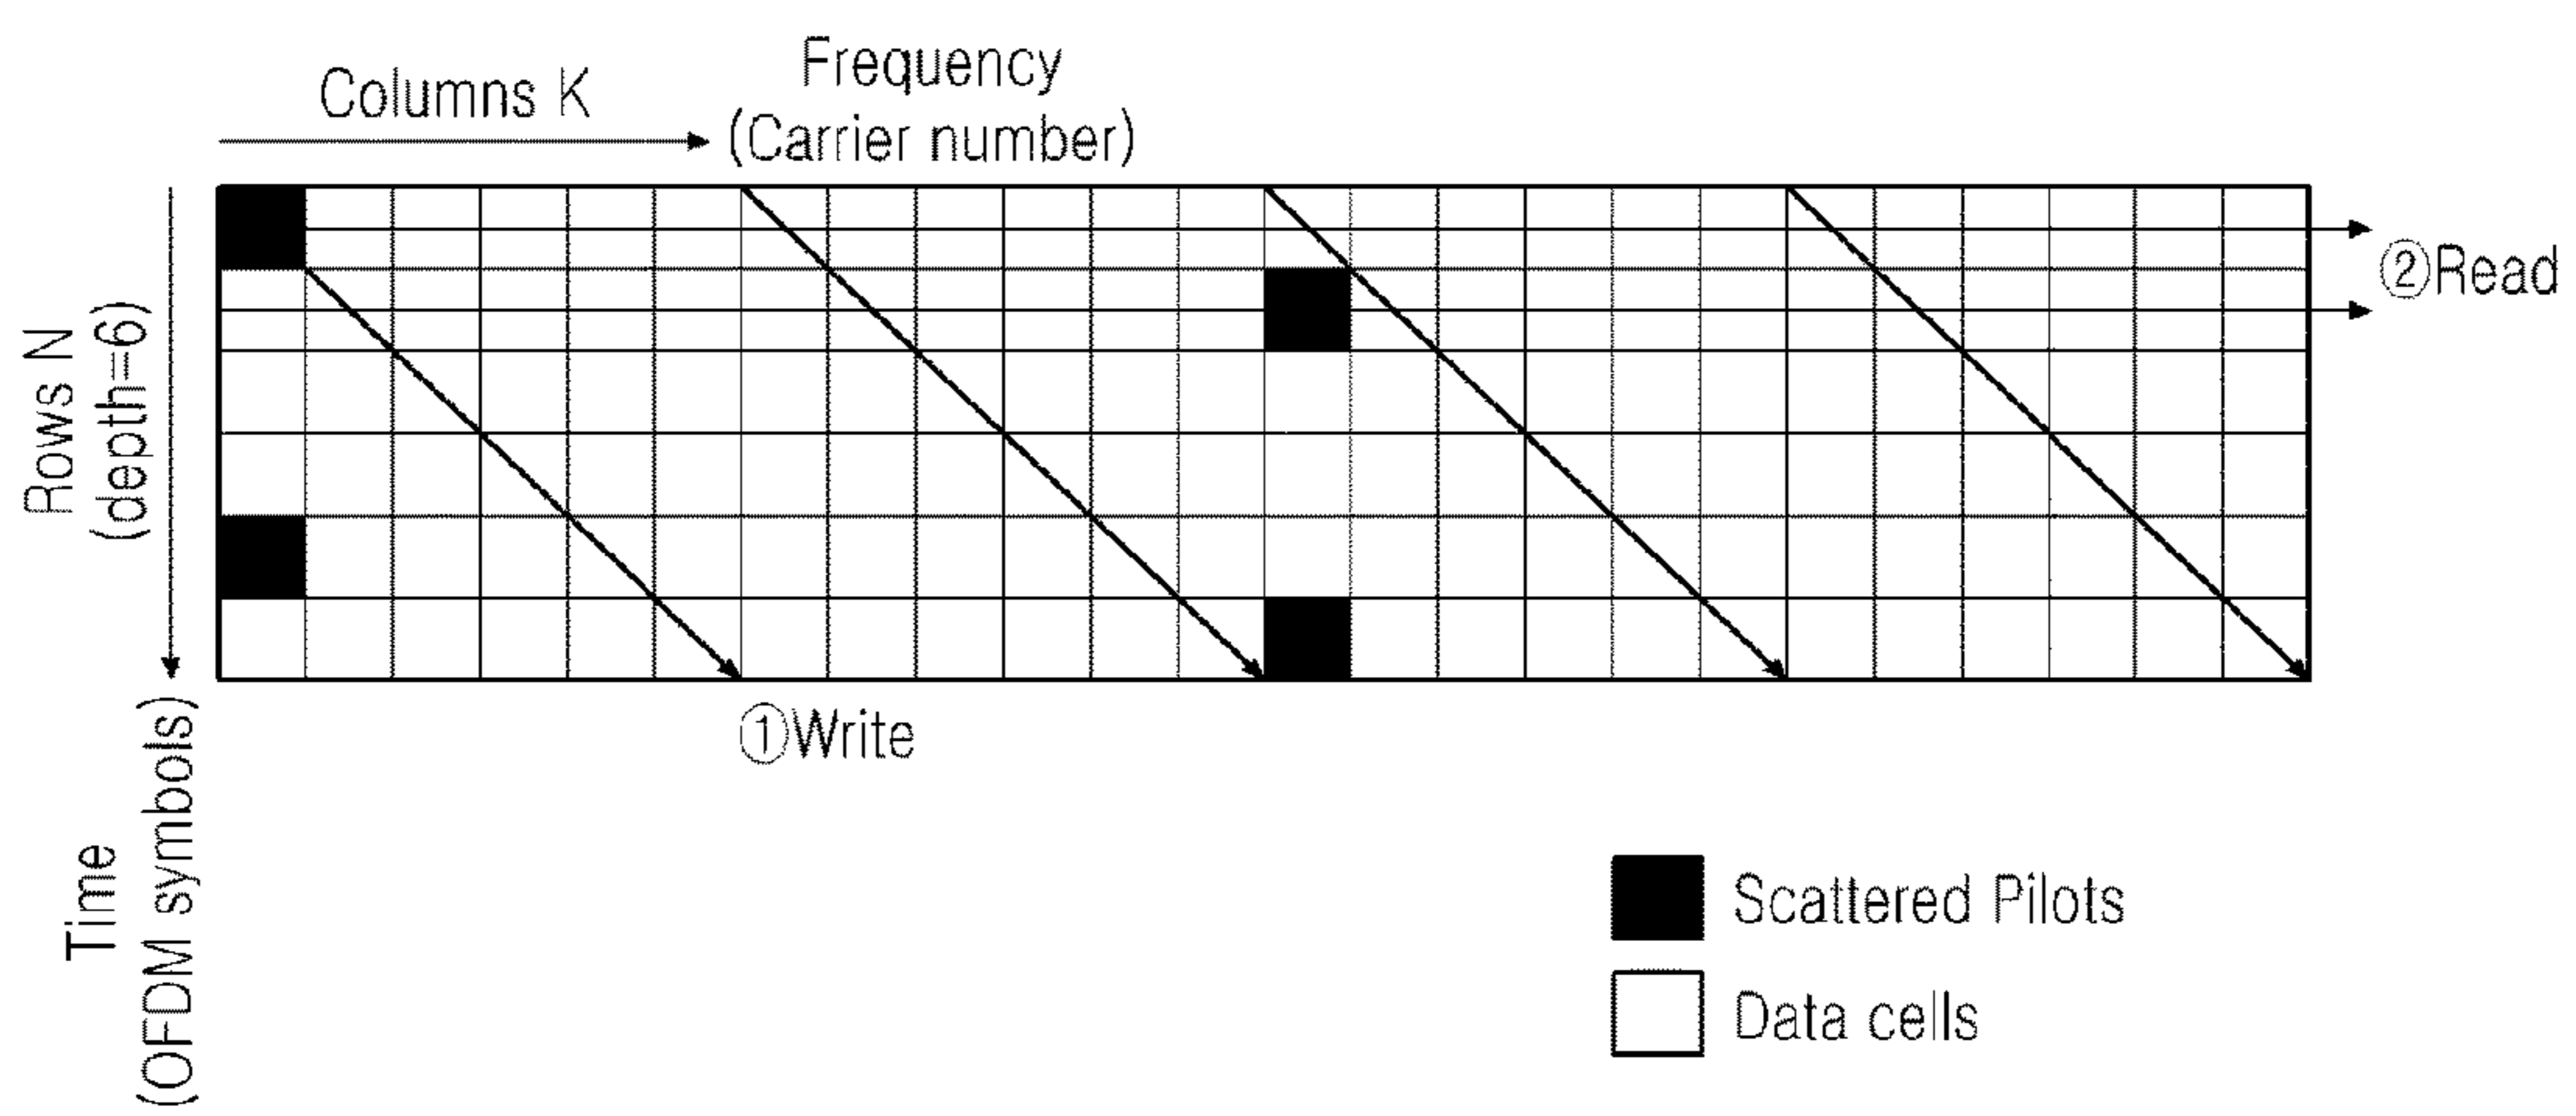 Columns K
Frequency
(Carrier number)
②Read
Rows N
(depth=6)
Time
(OFDM symbols)
①Write
Scattered Pilots
Data cells